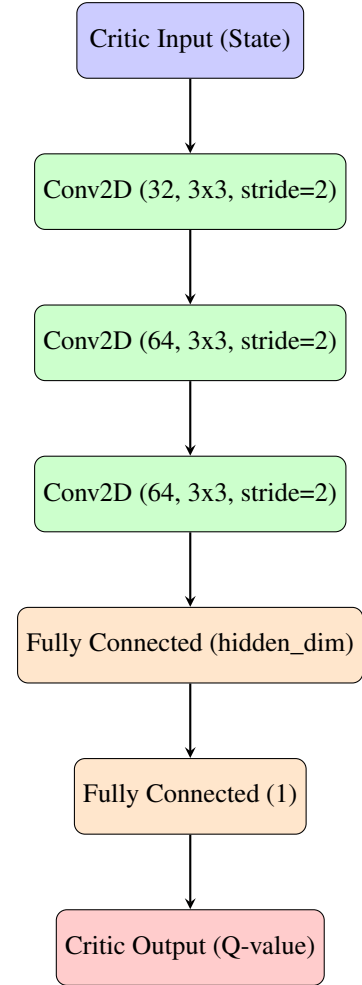 Critic Input (State)
Conv2D (32, 3x3, stride=2)
Conv2D (64, 3x3, stride=2)
Conv2D (64, 3x3, stride=2)
Fully Connected (hidden_dim)
Fully Connected (1)
Critic Output (Q-value)